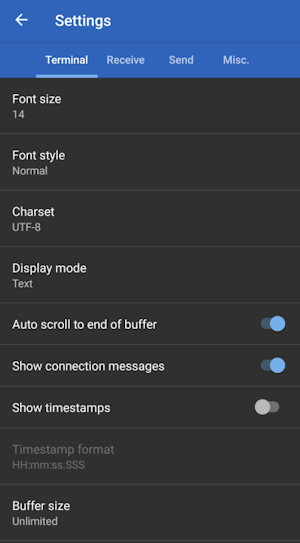 Settings
Terminal Receive Send Misc.
Font size
14
Font style
Normal
Charset
UTF-8
Display mode
Text
Auto scroll to end of buffer
Show connection messages
Show timestamps
Timestamp format
HH:mm:ss.SSS
Buffer size
Unlimited